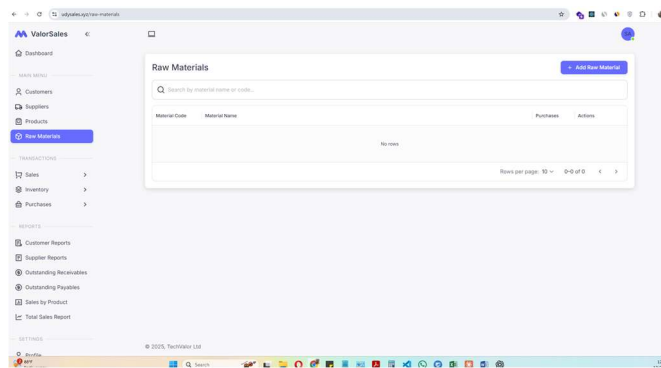 udysales.xyz/raw-materials
ValorSales
Dashboard
MAIN MENU
Customers
Suppliers
Products
Raw Materials
TRANSACTIONS
Sales
Inventory
Purchases
REPORTS
Customer Reports
Supplier Reports
Outstanding Receivables
Outstanding Payables
Sales by Product
Total Sales Report
SETTINGS
Profile
Raw Materials
+ Add Raw Material
Search by material name or code...
Material Code Material Name Purchases Actions
No rows
Rows per page: 10 0–0 of 0
© 2025, TechValor Ltd
Search